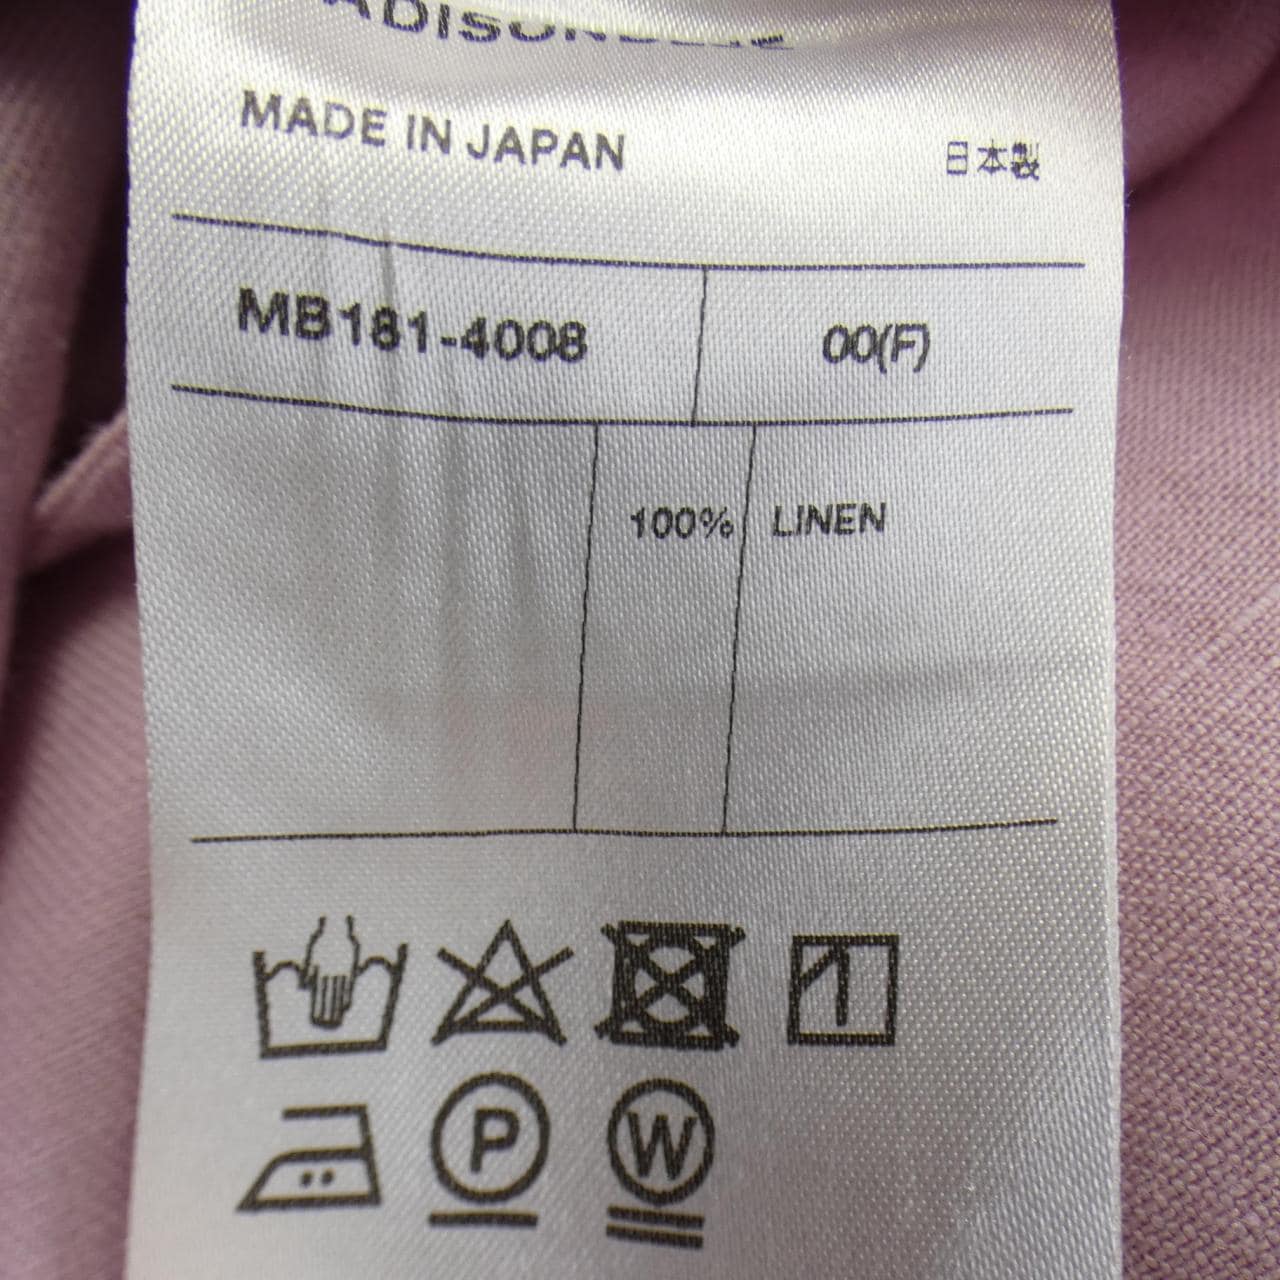 MADE IN JAPAN 日本製
MB181-4008 00(F)
100% LINEN
P W